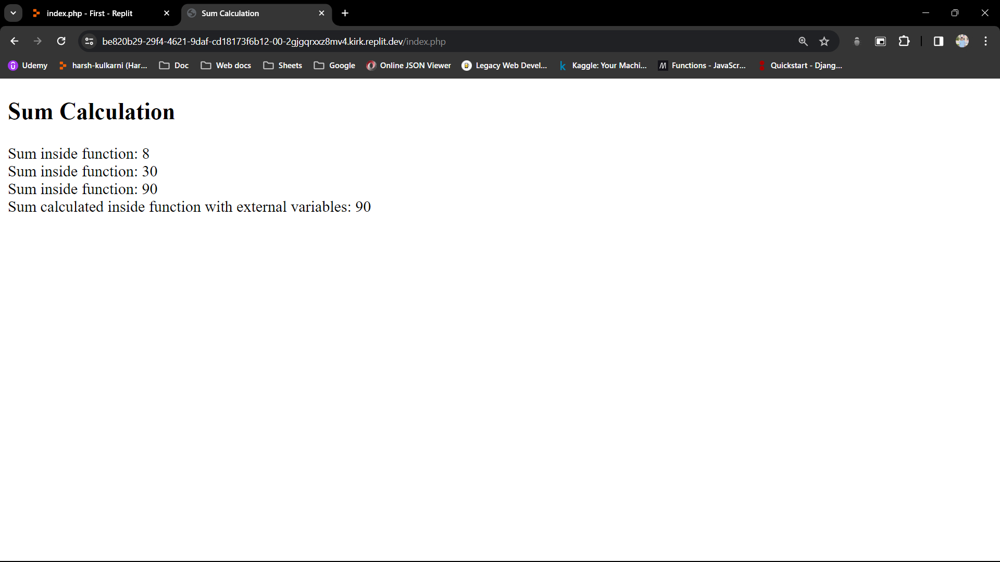 index.php - First - Replit
Sum Calculation
be820b29-29f4-4621-9daf-cd18173f6b12-00-2gjgqrxxz8mv4.kirk.replit.dev/index.php
Udemy
harsh-kulkarni (Har...
Doc
Web docs
Sheets
Google
Online JSON Viewer
Legacy Web Devel...
Kaggle: Your Machi...
Functions - JavaScr...
Quickstart - Djang...
Sum Calculation
Sum inside function: 8
Sum inside function: 30
Sum inside function: 90
Sum calculated inside function with external variables: 90